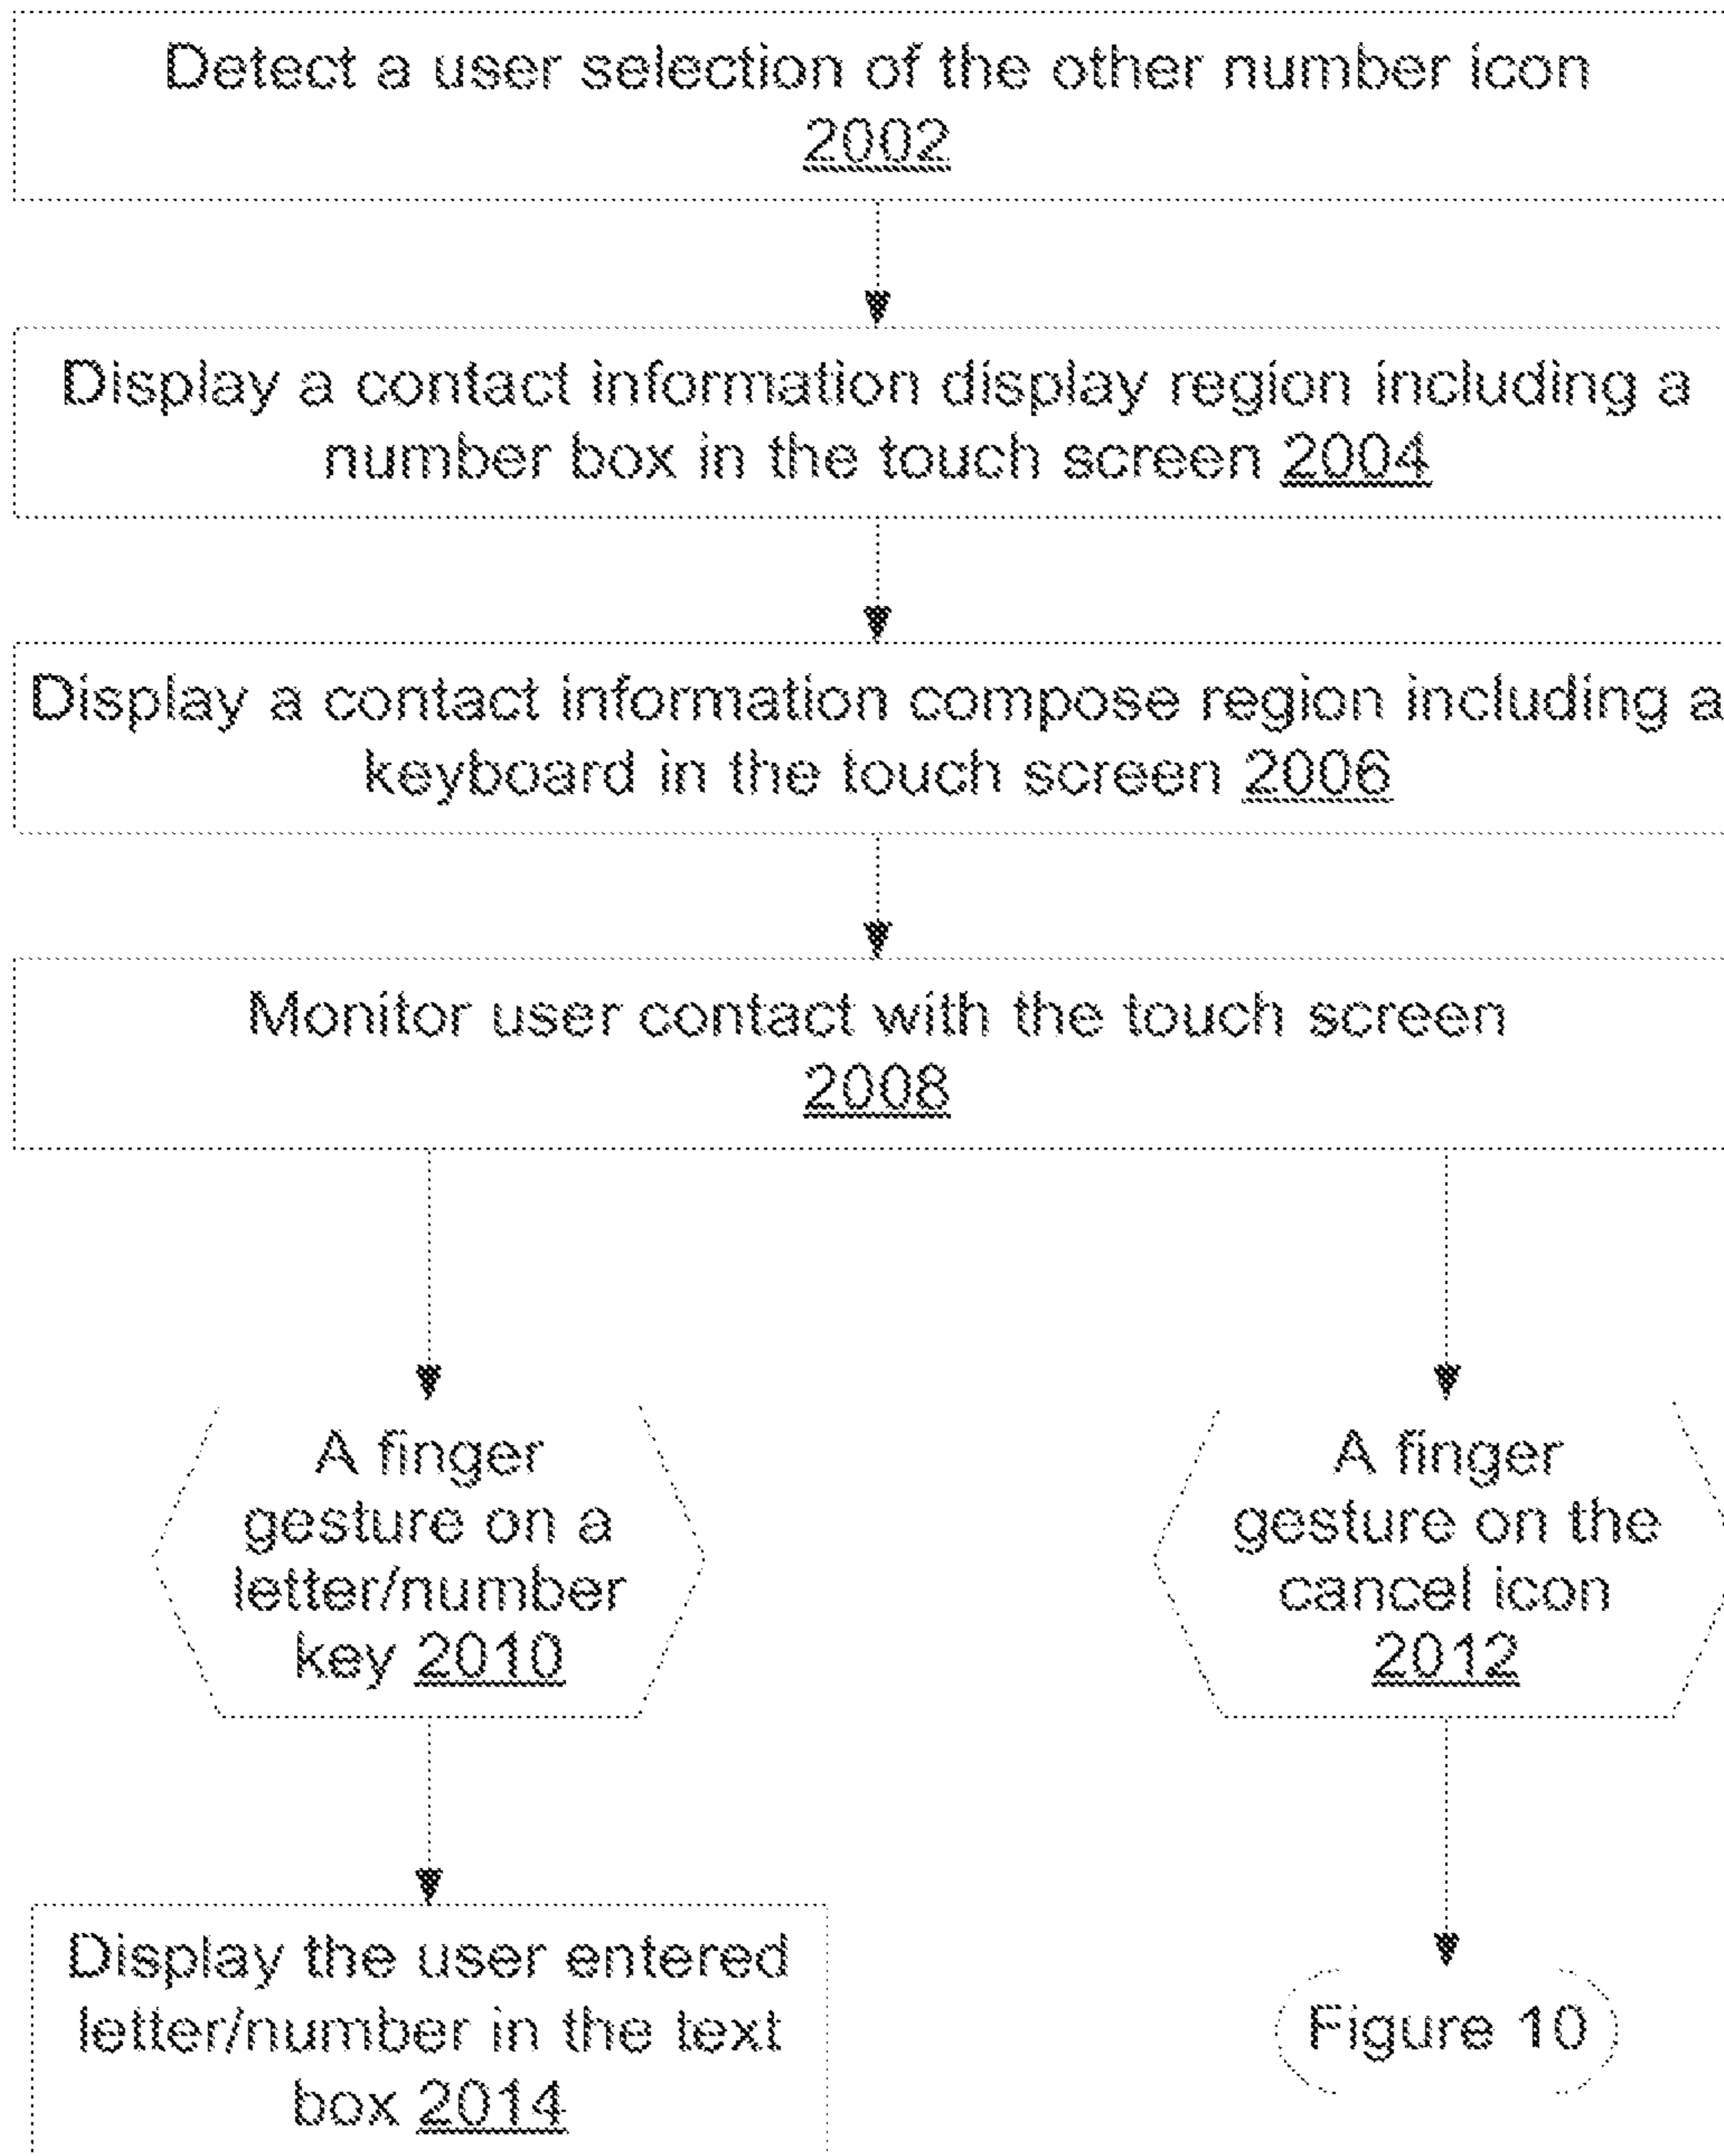 Detect a user selection of the other number icon
2002
Display a contact information display region including a
number box in the touch screen 2004
Display a contact information compose region including a
keyboard in the touch screen 2006
Monitor user contact with the touch screen
2008
A finger
gesture on a
letter/number
key 2010
A finger
gesture on the
cancel icon
2012
Display the user entered
letter/number in the text
box 2014
Figure 10